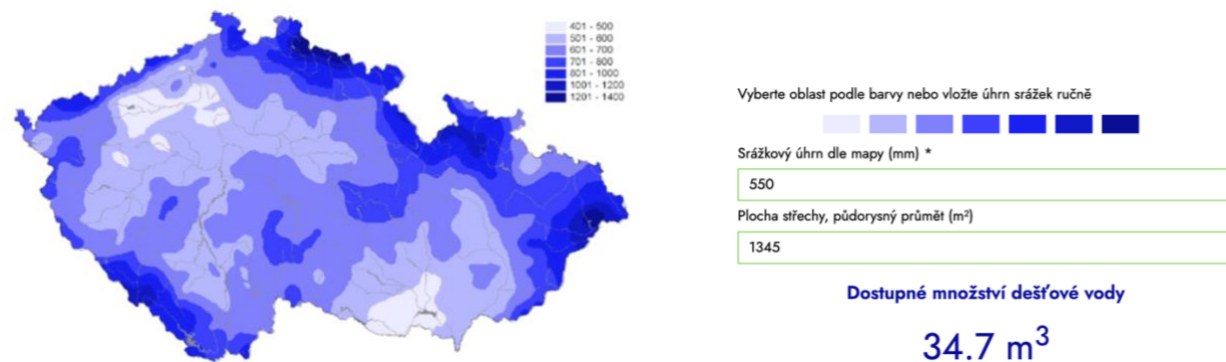 401 - 500
501 - 600
601 - 700
701 - 800
801 - 1000
1001 - 1200
1201 - 1400
Vyberte oblast podle barvy nebo vložte úhrn srážek ručně
Srážkový úhrn dle mapy (mm) *
550
Plocha střechy, půdorysný průmět (m²)
1345
Dostupné množství dešťové vody
34.7 m³